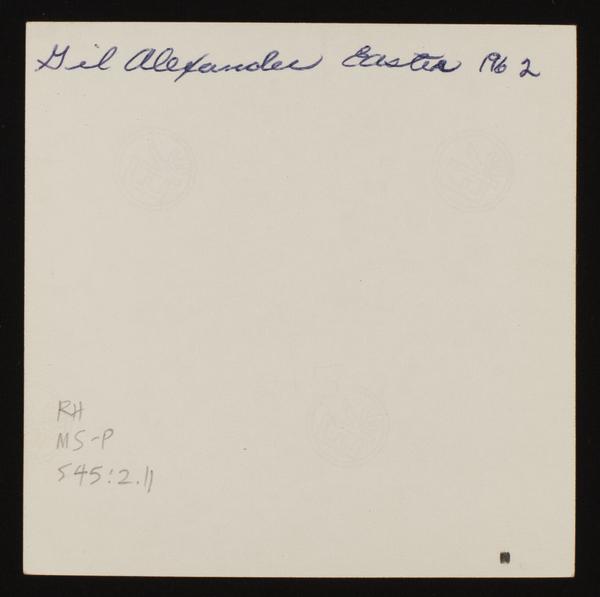 Gil Alexander Easter 1962
RH
MS-P
545:2.11